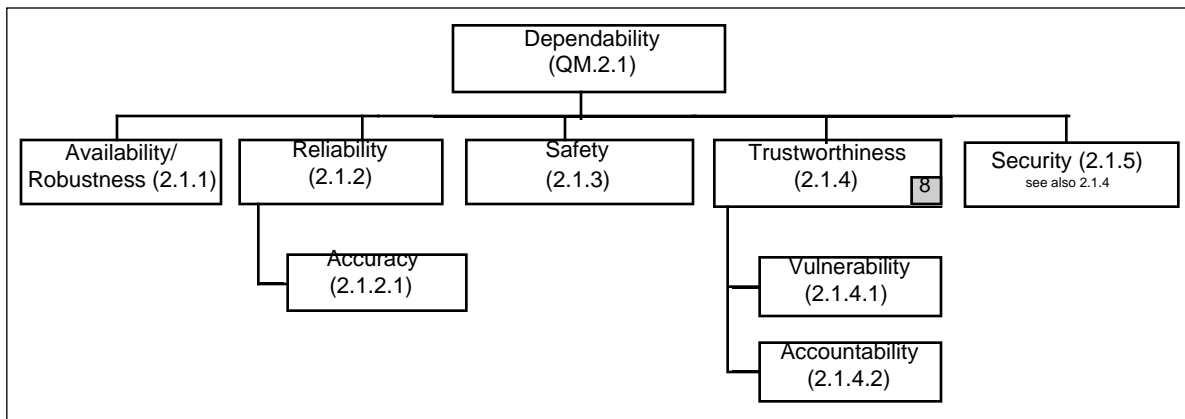 Dependability
(QM.2.1)
Availability/
Robustness (2.1.1)
Reliability
(2.1.2)
Safety
(2.1.3)
Trustworthiness
(2.1.4)
8
Security (2.1.5)
see also 2.1.4
Accuracy
(2.1.2.1)
Vulnerability
(2.1.4.1)
Accountability
(2.1.4.2)